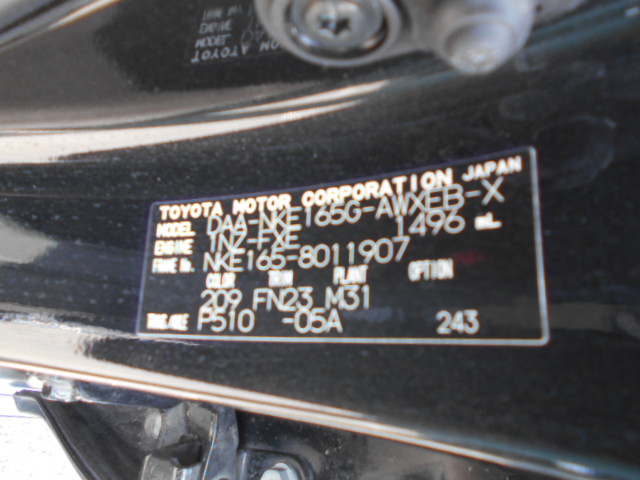 TOYOTA MOTOR CORPORATION JAPAN
MODEL DAA-NKE165G-AWXEB-X
ENGINE 1NZ-FXE 1496 mL
FRAME No. NKE165-8011907
COLOR TRIM PLANT OPTION
209 FN23 M31
TRANS/AXLE P510 -05A 243